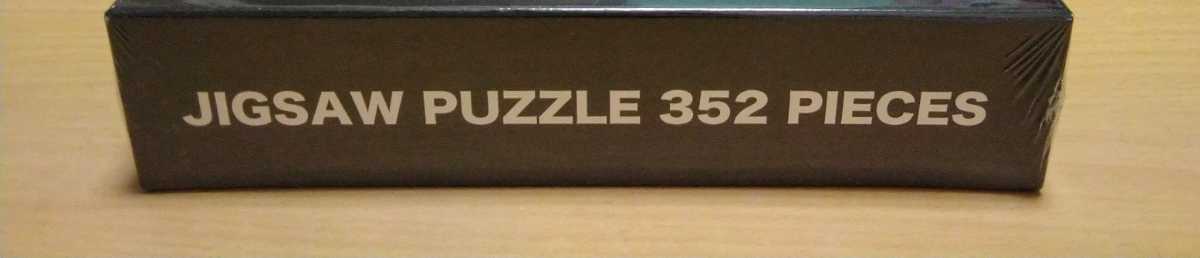 JIGSAW PUZZLE 352 PIECES